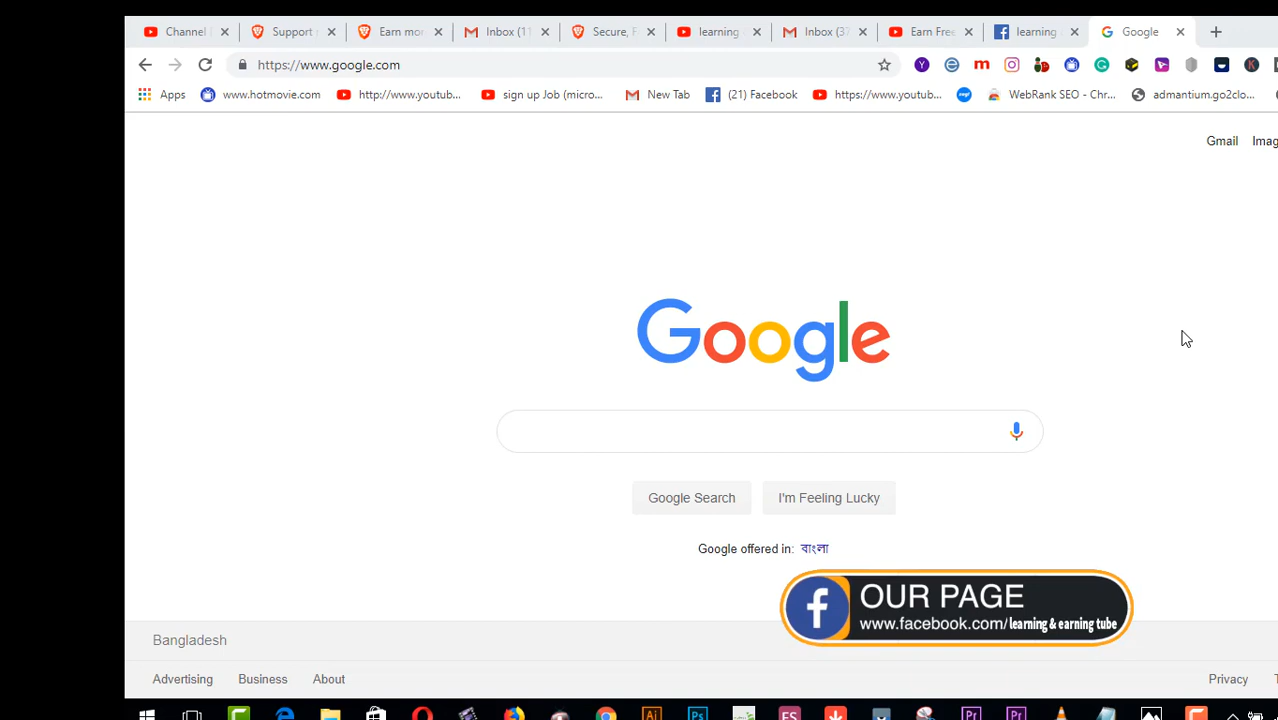 Channel
Support
Earn mo
Inbox (11
Secure, F
learning
Inbox (37
Earn Free
learning
Google
https://www.google.com
Apps
www.hotmovie.com
http://www.youtub...
sign up Job (micro...
New Tab
(21) Facebook
https://www.youtub...
WebRank SEO - Chr...
admantium.go2clo...
Gmail
Imag
Google
Google Search
I'm Feeling Lucky
Google offered in: বাংলা
OUR PAGE
www.facebook.com/learning & earning tube
Bangladesh
Advertising
Business
About
Privacy